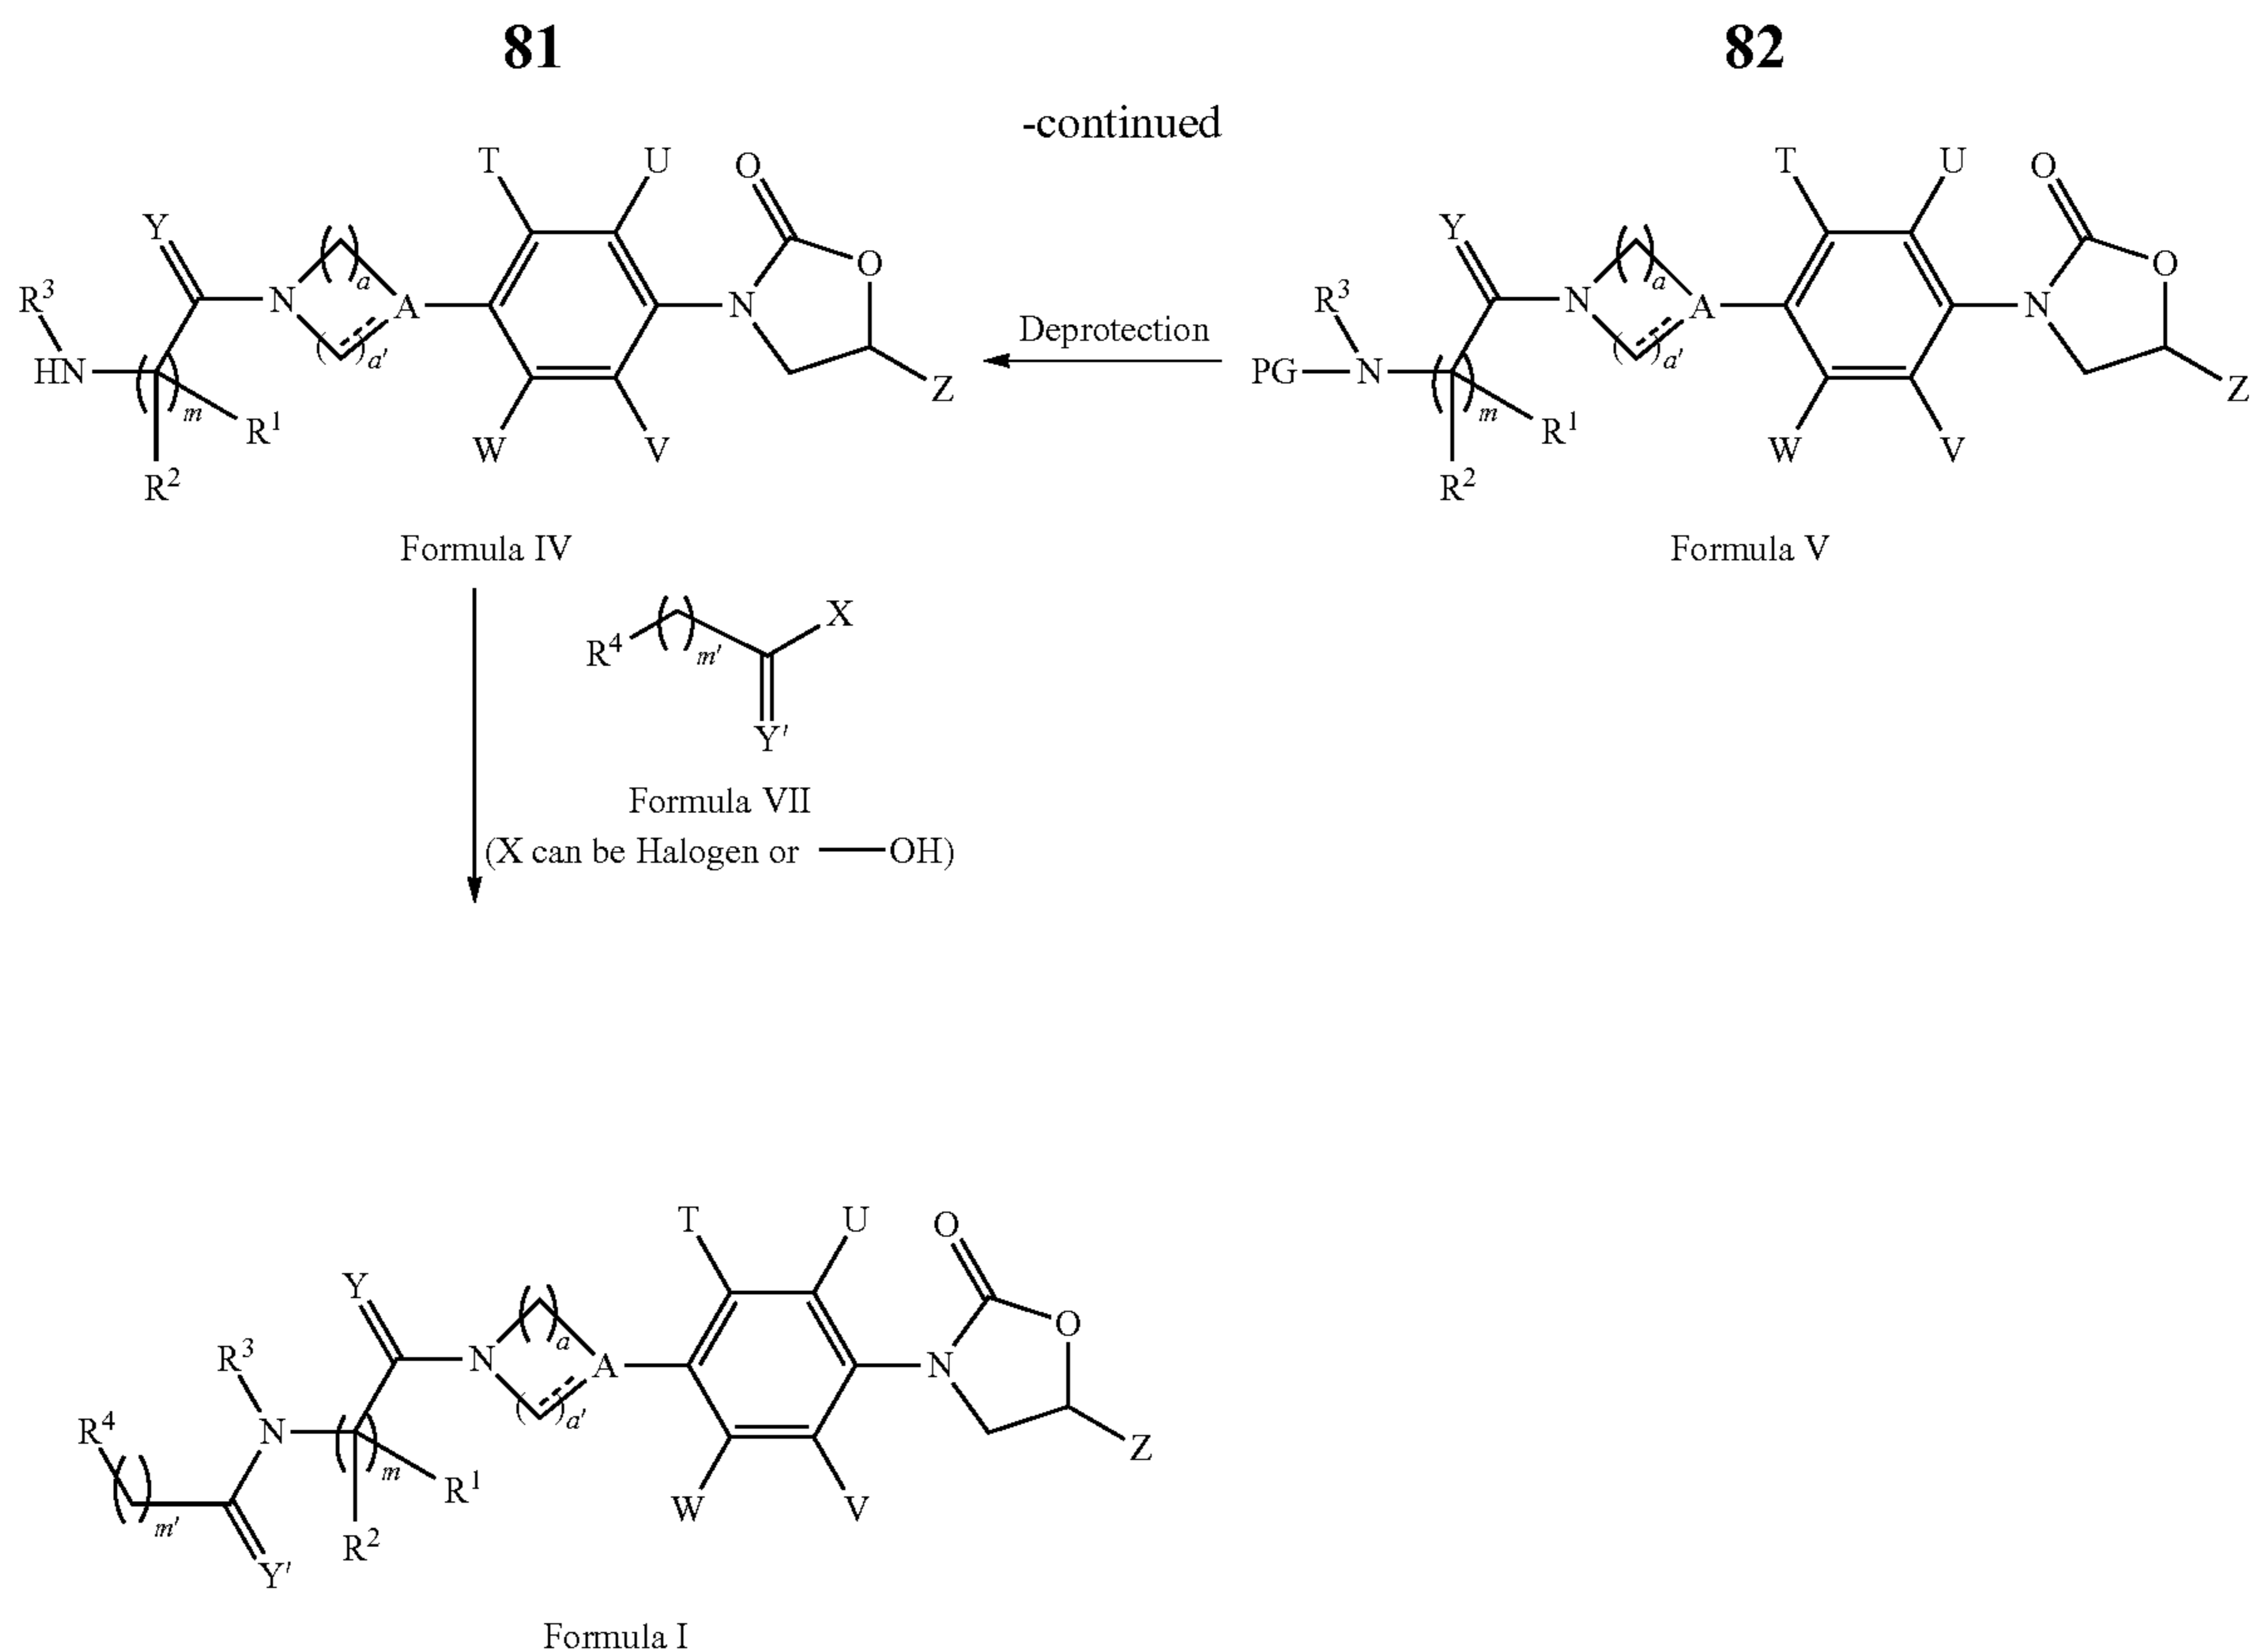 81 82
-continued
T U O T U O
Y O Y O
R³ N a A N R³ N a A N
Deprotection
HN m a' Z PG—N m a' Z
R¹ R¹
W V W V
R² R²
Formula IV Formula V
X
R⁴ m'
Y'
Formula VII
(X can be Halogen or —OH)
T U O
Y O
R³ N a A N
R⁴ N a' Z
m R¹
m' W V
R²
Y'
Formula I